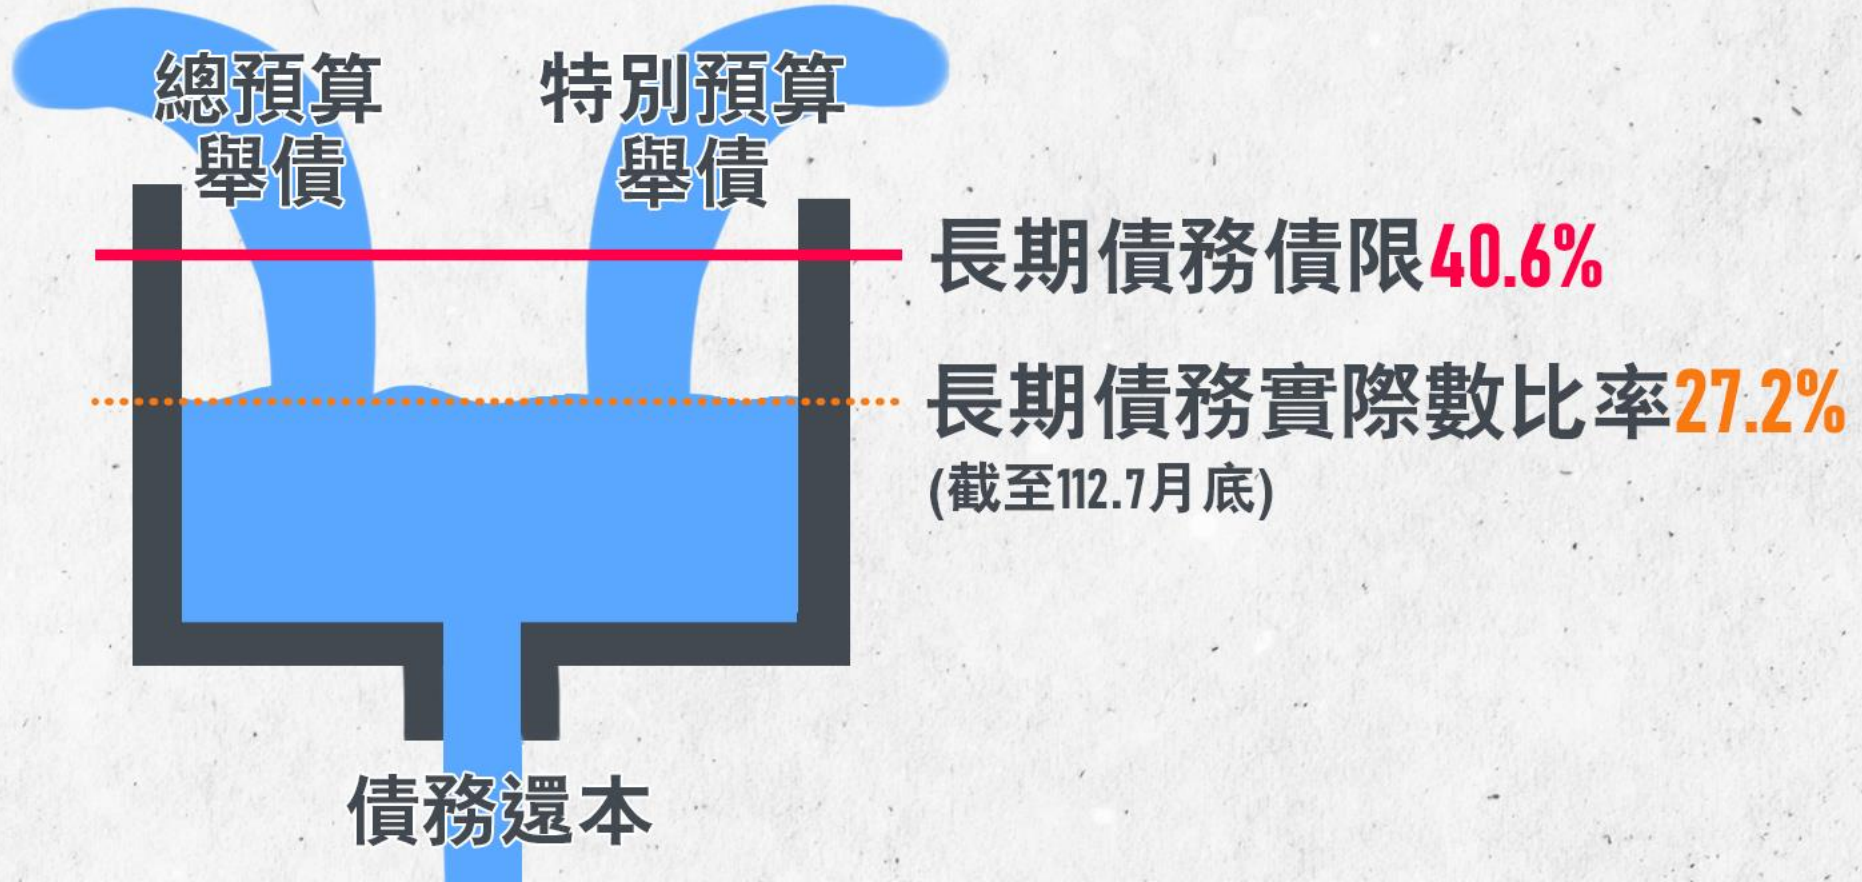 總預算
舉債
特別預算
舉債
長期債務債限40.6%
長期債務實際數比率27.2%
(截至112.7月底)
債務還本